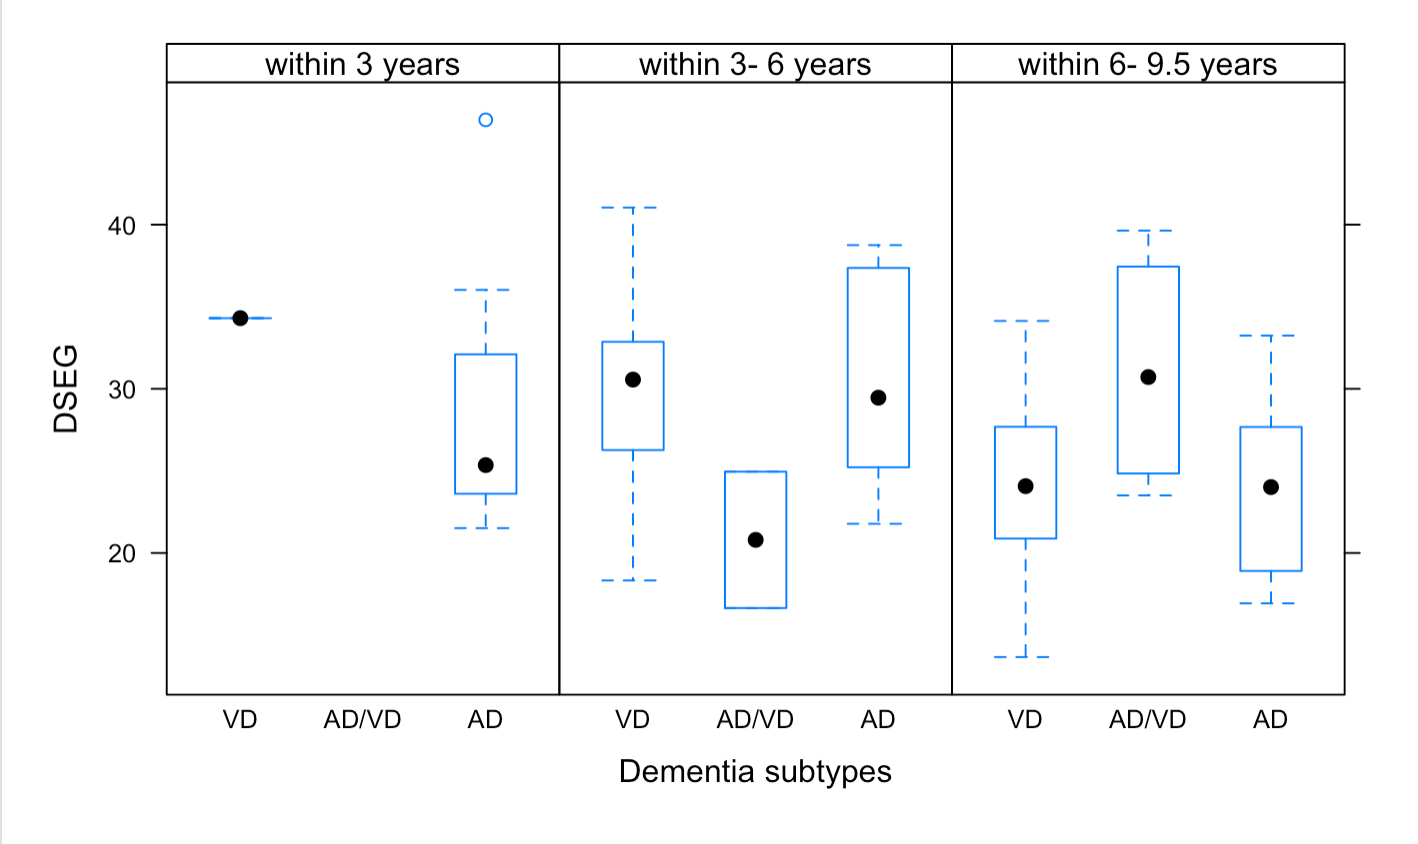 within 3 years
within 3- 6 years
within 6- 9.5 years
DSEG
40
30
20
VD AD/VD AD VD AD/VD AD VD AD/VD AD
Dementia subtypes